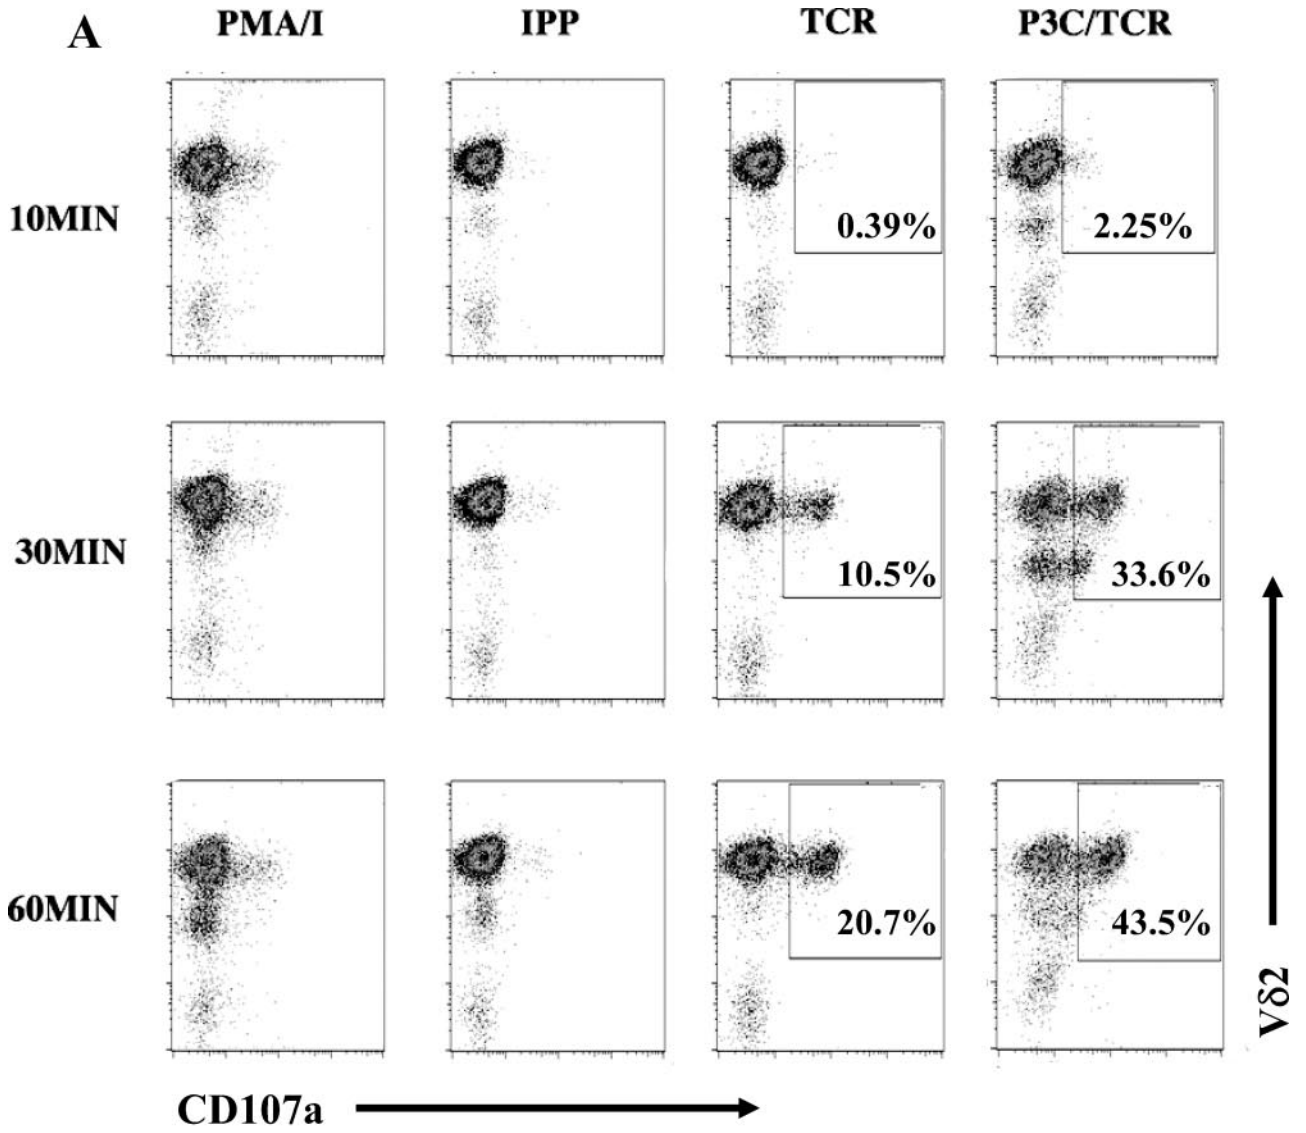 A
PMA/I IPP TCR P3C/TCR
10MIN
0.39% 2.25%
30MIN
10.5% 33.6%
60MIN
20.7% 43.5%
Vδ2
CD107a